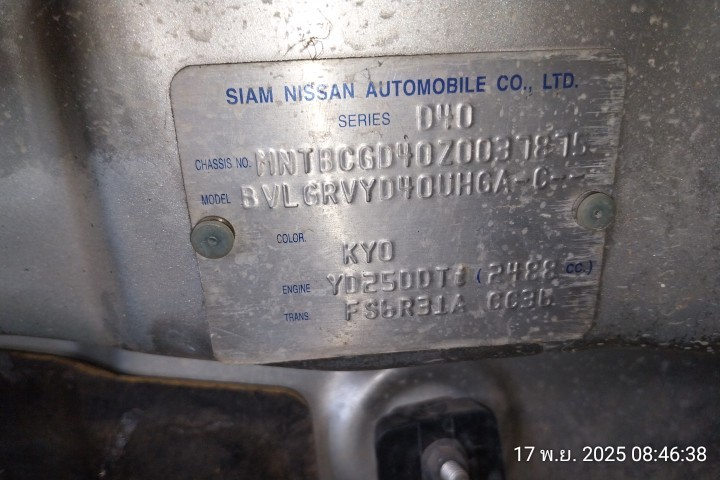 SIAM NISSAN AUTOMOBILE CO., LTD.
SERIES D40
CHASSIS NO. MNTBCGD40Z0037875
MODEL BVLGRVYD40UHGA-C--
COLOR. KY0
ENGINE YD25DDTi (2488 CC.)
TRANS. FS6R31A GC3G
17 พ.ย. 2025 08:46:38